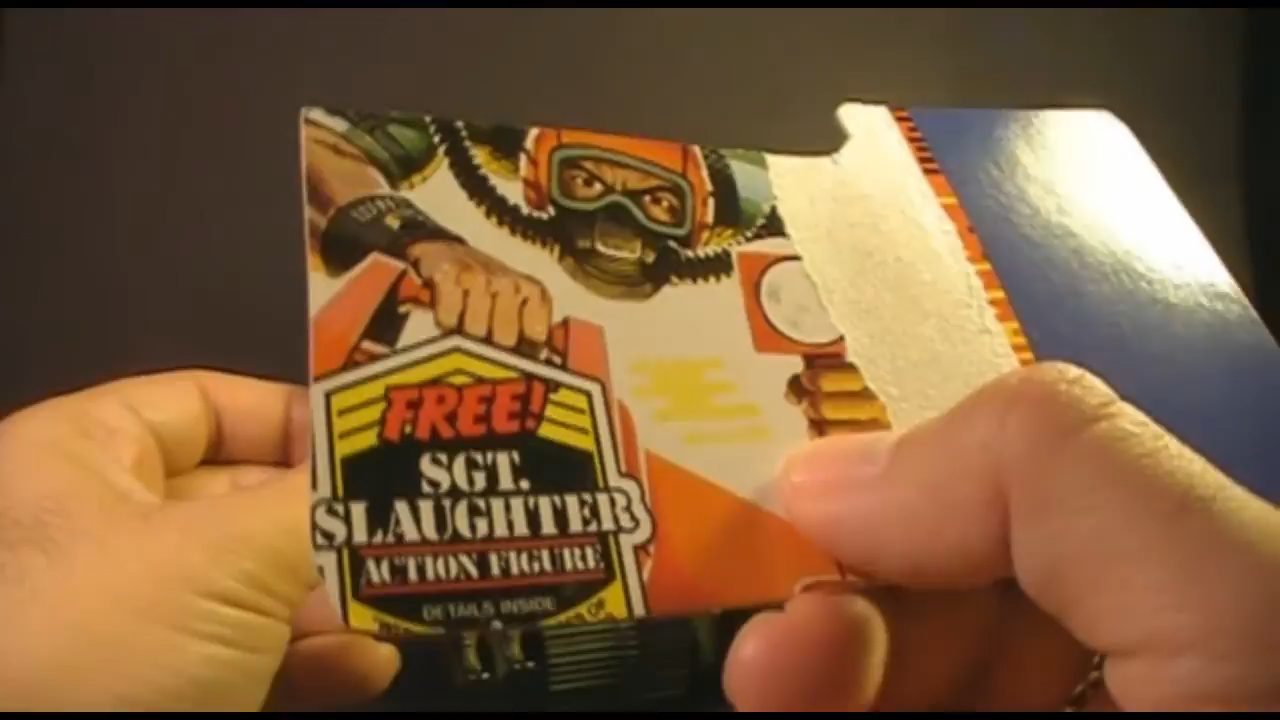 FREE!
SGT.
SLAUGHTER
ACTION FIGURE
DETAILS INSIDE